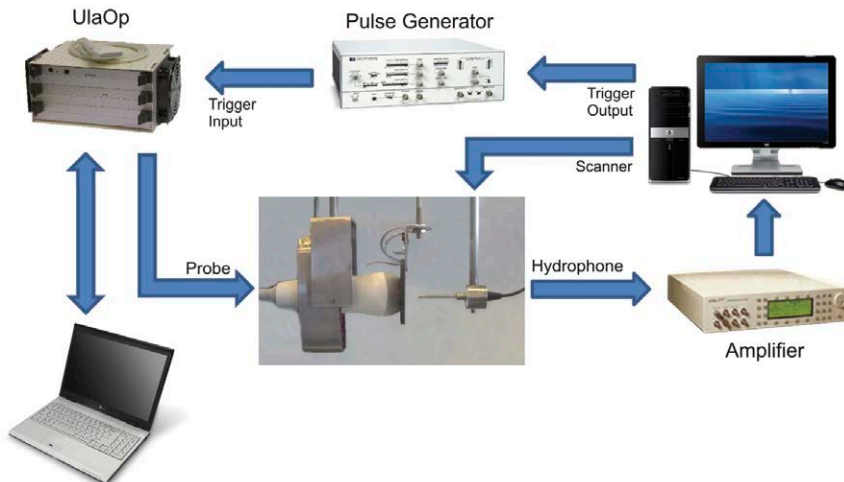 UlaOp
Pulse Generator
Trigger
Input
Trigger
Output
Scanner
Probe
Hydrophone
Amplifier